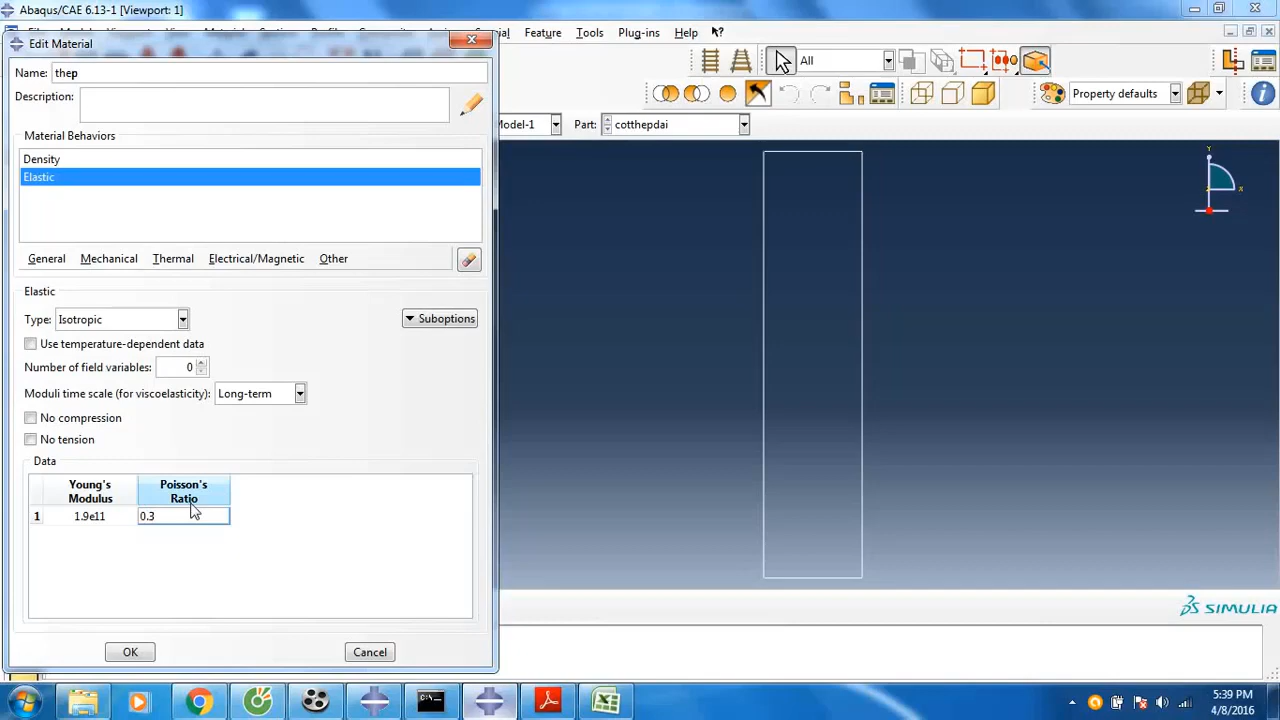 Abaqus/CAE 6.13-1 [Viewport: 1]
Feature Tools Plug-ins Help
Edit Material
Name: thep
All
Description:
Property defaults
Material Behaviors
Model-1 Part: cotthepdai
Density
Elastic
Y
X
General Mechanical Thermal Electrical/Magnetic Other
Elastic
Type: Isotropic Suboptions
Use temperature-dependent data
Number of field variables: 0
Moduli time scale (for viscoelasticity): Long-term
No compression
No tension
Data
Young's Modulus Poisson's Ratio
1 1.9e11 0.3
SIMULIA
OK Cancel
5:39 PM
4/8/2016